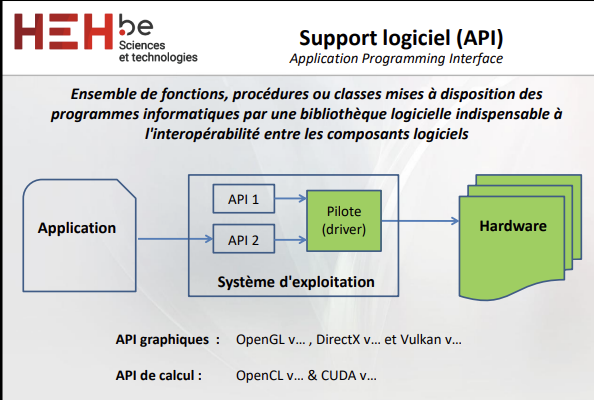 HEH.be
Sciences
et technologies
Support logiciel (API)
Application Programming Interface
Ensemble de fonctions, procédures ou classes mises à disposition des
programmes informatiques par une bibliothèque logicielle indispensable à
l'interopérabilité entre les composants logiciels
Application
API 1
API 2
Pilote
(driver)
Système d'exploitation
Hardware
API graphiques : OpenGL v... , DirectX v... et Vulkan v...
API de calcul : OpenCL v... & CUDA v...